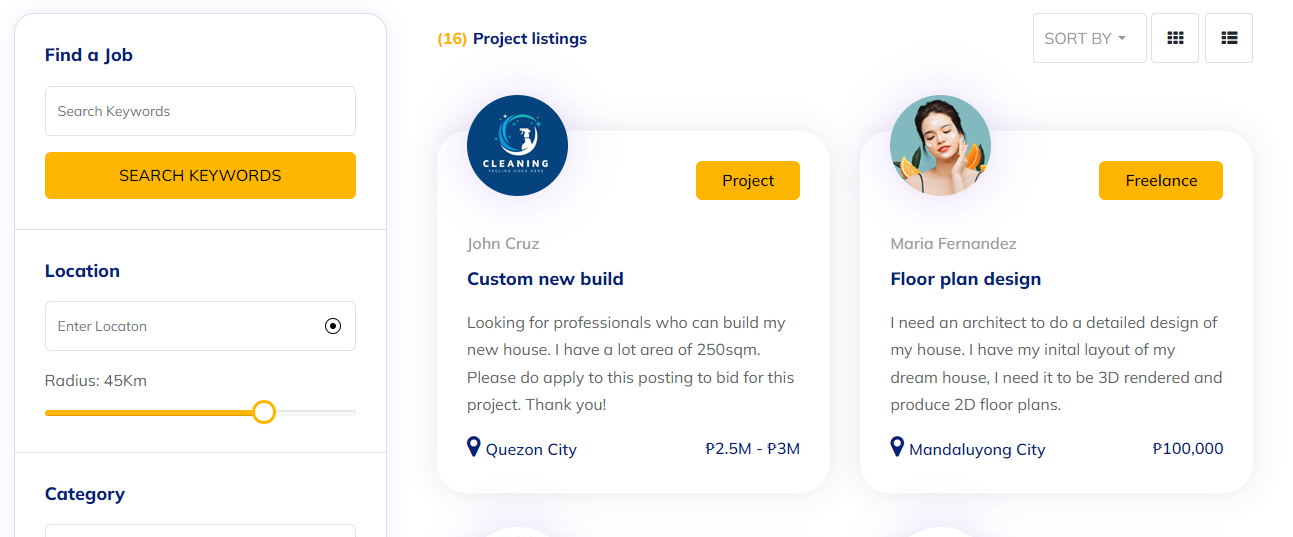 Find a Job
Search Keywords
SEARCH KEYWORDS
Location
Enter Locaton
Radius: 45Km
Category
(16) Project listings
SORT BY
CLEANING
TAGLINE GOES HERE
Project
John Cruz
Custom new build
Looking for professionals who can build my
new house. I have a lot area of 250sqm.
Please do apply to this posting to bid for this
project. Thank you!
Quezon City
₱2.5M - ₱3M
Freelance
Maria Fernandez
Floor plan design
I need an architect to do a detailed design of
my house. I have my inital layout of my
dream house, I need it to be 3D rendered and
produce 2D floor plans.
Mandaluyong City
₱100,000